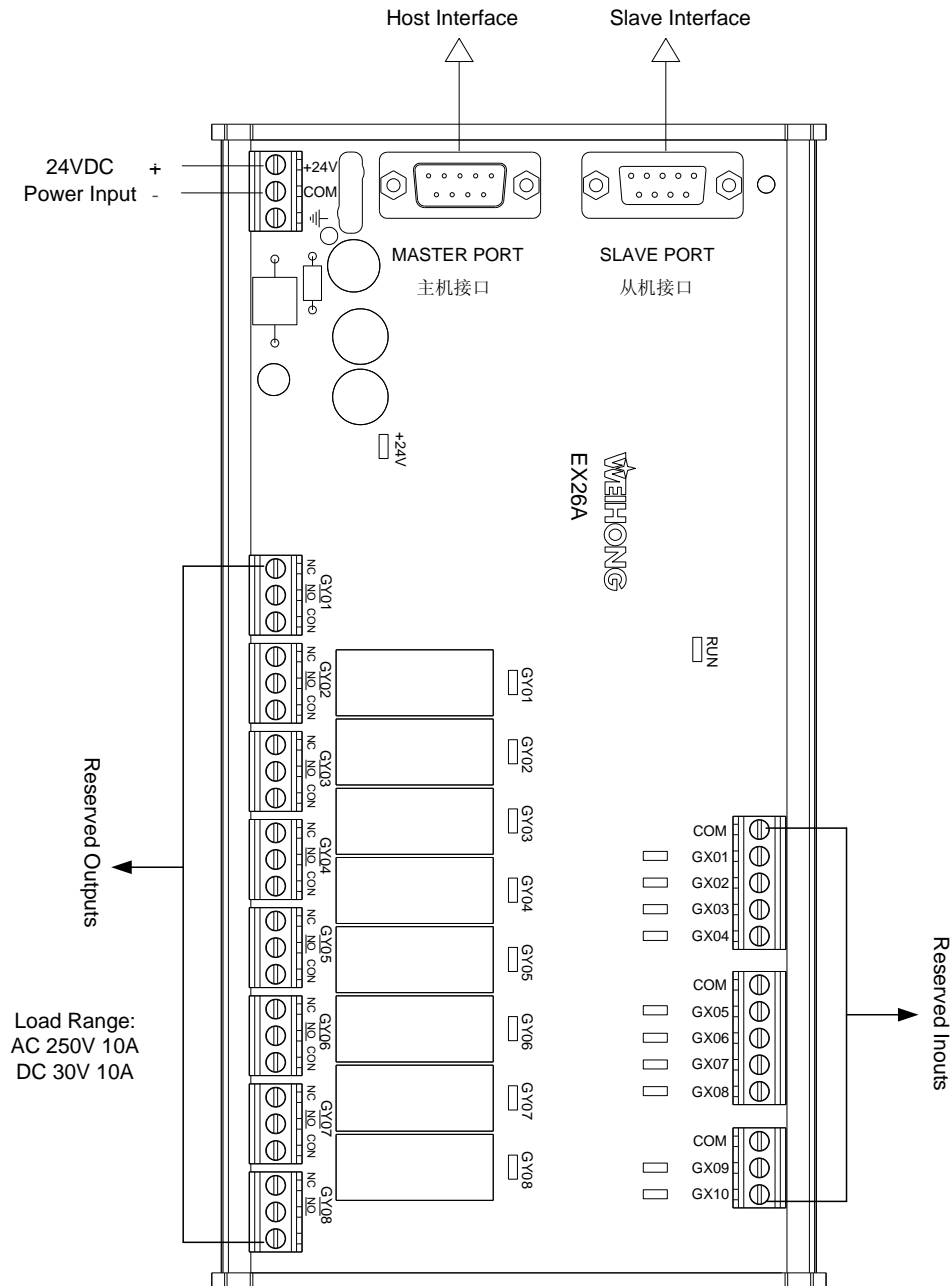 Host Interface
Slave Interface
24VDC +
Power Input -
+24V
COM
MASTER PORT
主机接口
SLAVE PORT
从机接口
+24V
WEIHONG
EX26A
RUN
NC
NO
CON
GY01
NC
NO
CON
GY02
NC
NO
CON
GY03
NC
NO
CON
GY04
NC
NO
CON
GY05
NC
NO
CON
GY06
NC
NO
CON
GY07
NC
NO
GY08
GY01
GY02
GY03
GY04
GY05
GY06
GY07
GY08
Reserved Outputs
Load Range:
AC 250V 10A
DC 30V 10A
COM
GX01
GX02
GX03
GX04
COM
GX05
GX06
GX07
GX08
COM
GX09
GX10
Reserved Inouts